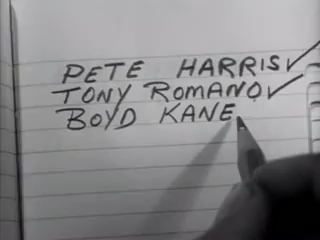 PETE HARRIS ✓
TONY ROMANO ✓
BOYD KANE